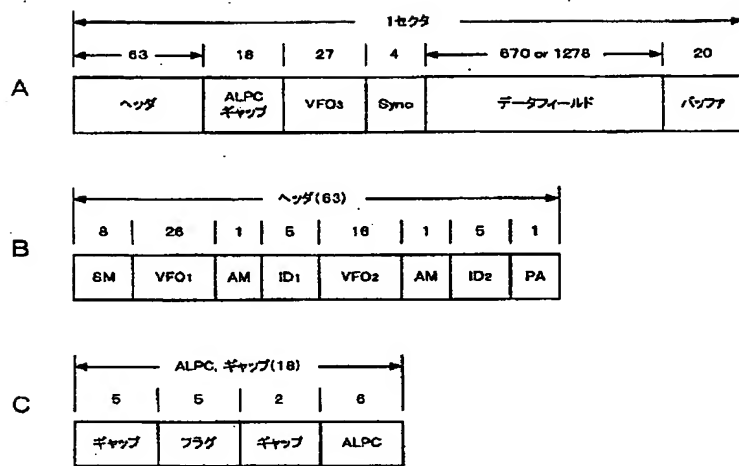 1セクタ
63 18 27 4 670 or 1278 20
A
ヘッダ ALPC ギャップ VFO3 Sync データフィールド バッファ
ヘッダ(63)
8 26 1 5 16 1 5 1
B
SM VFO1 AM ID1 VFO2 AM ID2 PA
ALPC, ギャップ(18)
5 5 2 6
C
ギャップ フラグ ギャップ ALPC